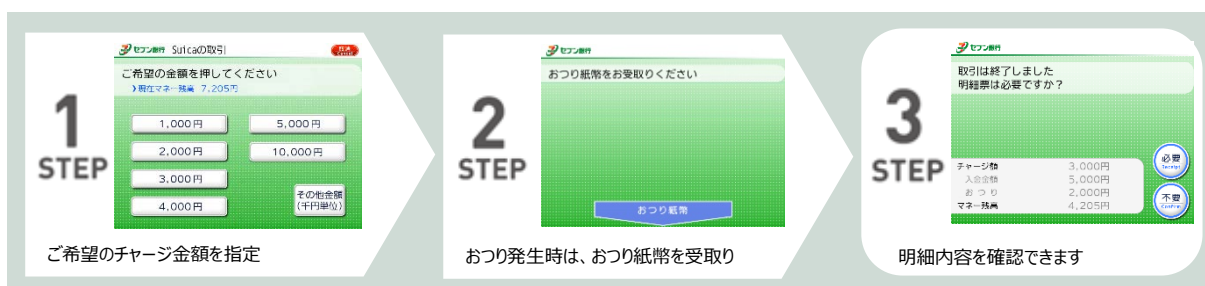 1
STEP
セブン銀行 Suicaの取引
取消
ご希望の金額を押してください
現在マネー残高 7,205円
1,000円
5,000円
2,000円
10,000円
3,000円
4,000円
その他金額
(千円単位)
ご希望のチャージ金額を指定
2
STEP
セブン銀行
おつり紙幣をお受取りください
おつり紙幣
おつり発生時は、おつり紙幣を受取り
3
STEP
セブン銀行
取引は終了しました
明細票は必要ですか?
チャージ額 3,000円
入金金額 5,000円
おつり 2,000円
マネー残高 4,205円
必要
Receipt
不要
Confirm
明細内容を確認できます